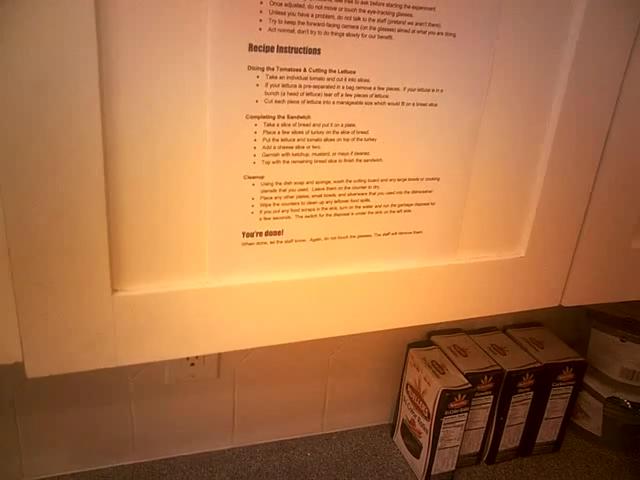 Once adjusted, do not move or touch the eye-tracking glasses.
Unless you have a problem, do not talk to the staff (pretend we aren't there).
Try to keep the forward-facing camera (on the glasses) aimed at what you are doing.
Act normal, don't try to do things slowly for our benefit.
Recipe Instructions
Dicing the Tomatoes & Cutting the Lettuce
Take an individual tomato and cut it into slices.
If your lettuce is pre-separated in a bag remove a few pieces. If your lettuce is in a
bunch (a head of lettuce) tear off a few pieces of lettuce.
Cut each piece of lettuce into a manageable size which would fit on a bread slice
Completing the Sandwich
Take a slice of bread and put it on a plate.
Place a few slices of turkey on the slice of bread.
Put the lettuce and tomato slices on top of the turkey
Add a cheese slice or two.
Garnish with ketchup, mustard, or mayo if desired.
Top with the remaining bread slice to finish the sandwich.
Cleanup
Using the dish soap and sponge, wash the cutting board and any large bowls or cooking
utensils that you used. Leave them on the counter to dry.
Place any other plates, small bowls, and silverware that you used into the dishwasher.
Wipe the counters to clean up any leftover food spills.
If you put any food scraps in the sink, turn on the water and run the garbage disposal for
a few seconds. The switch for the disposal is under the sink on the left side.
You're done!
When done, let the staff know. Again, do not touch the glasses. The staff will remove them.